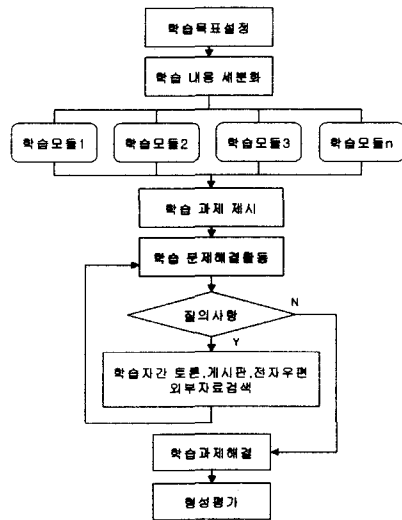 학습목표설정
학습 내용 세분화
학습모듈1
학습모듈2
학습모듈3
학습모듈n
학습 과제 제시
학습 문제해결활동
질의사항
N
Y
학습자간 토론,게시판,전자우편
외부자료검색
학습과제해결
형성평가